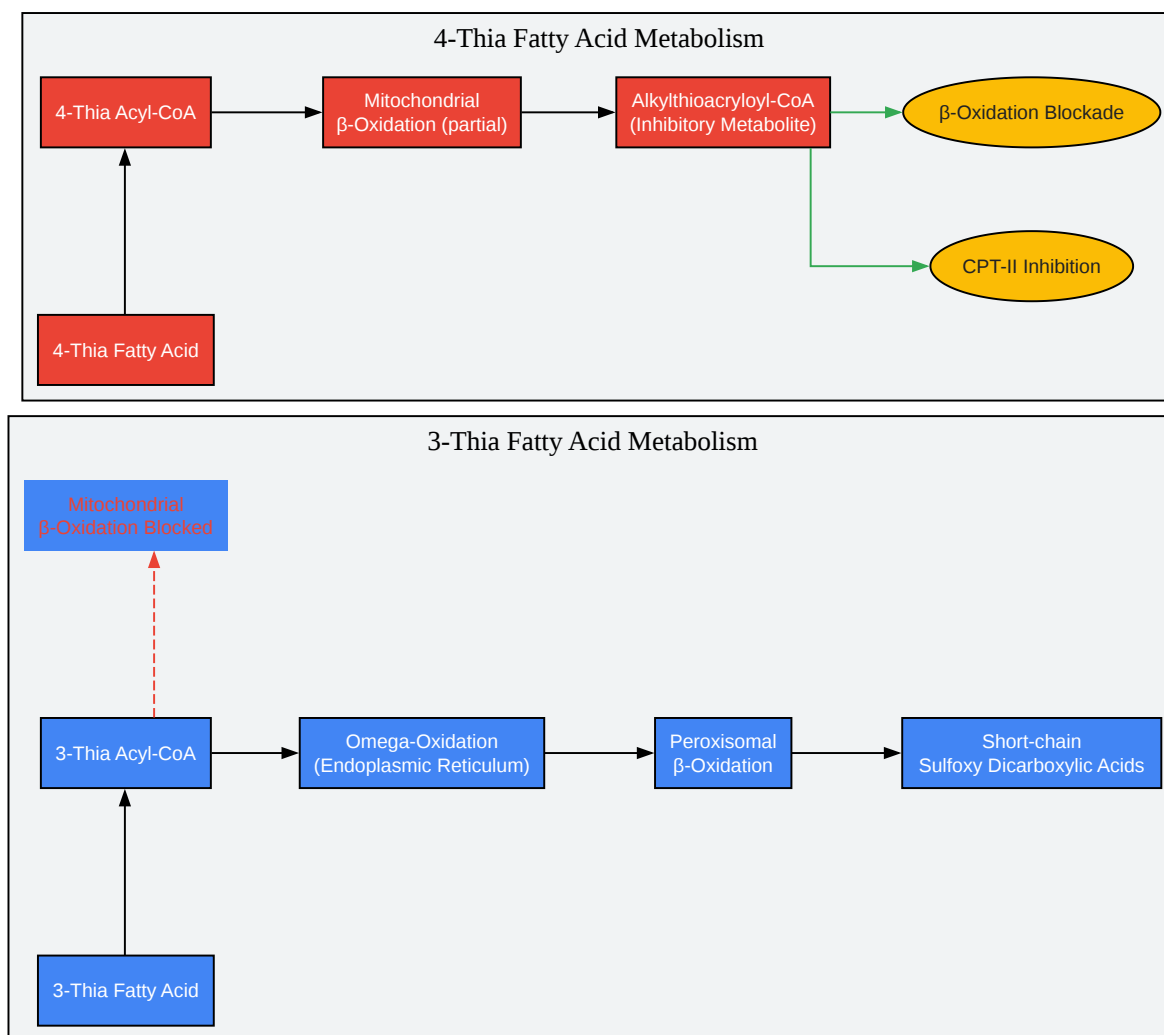 4-Thia Fatty Acid Metabolism
4-Thia Acyl-CoA
Mitochondrial
β-Oxidation (partial)
Alkylthioacryloyl-CoA
(Inhibitory Metabolite)
β-Oxidation Blockade
CPT-II Inhibition
4-Thia Fatty Acid
3-Thia Fatty Acid Metabolism
Mitochondrial
β-Oxidation Blocked
3-Thia Acyl-CoA
Omega-Oxidation
(Endoplasmic Reticulum)
Peroxisomal
β-Oxidation
Short-chain
Sulfoxy Dicarboxylic Acids
3-Thia Fatty Acid